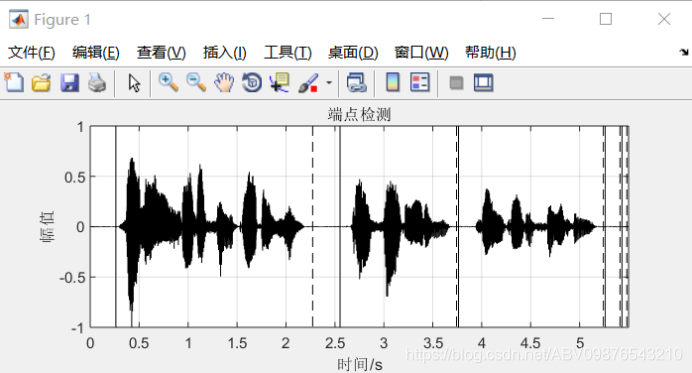 Figure 1
文件(F) 编辑(E) 查看(V) 插入(I) 工具(T) 桌面(D) 窗口(W) 帮助(H)
端点检测
幅值
1
0.5
0
-0.5
-1
0 0.5 1 1.5 2 2.5 3 3.5 4 4.5 5
时间/s
https://blog.csdn.net/ABV09876543210